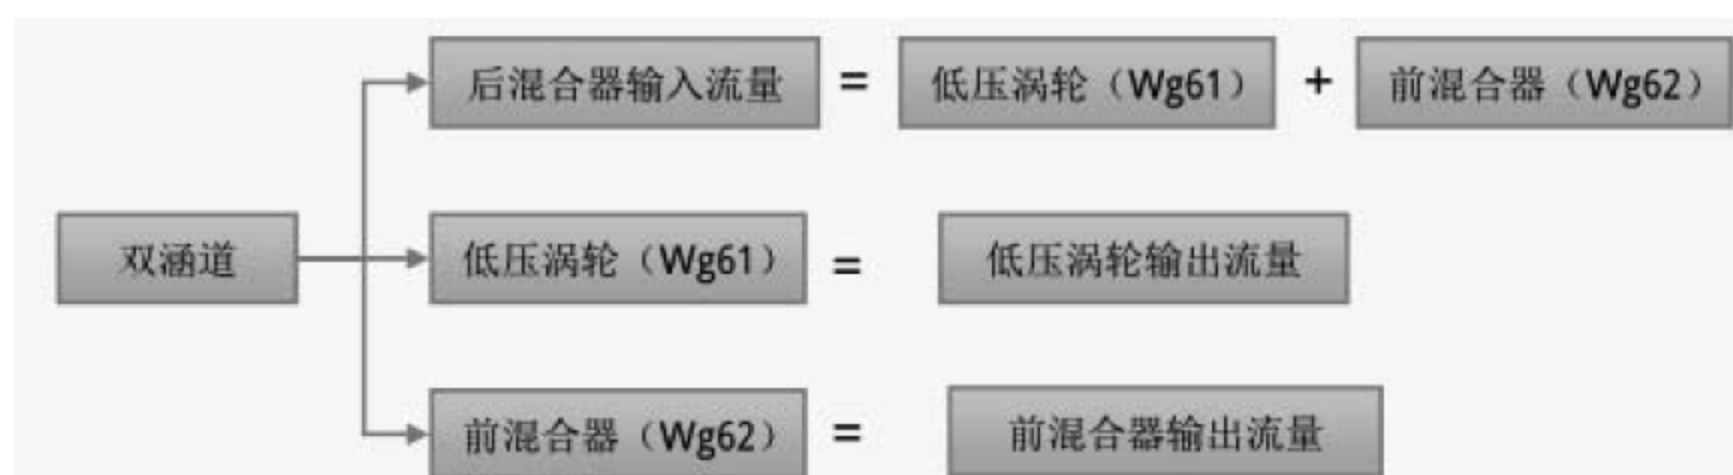 后混合器输入流量 = 低压涡轮（Wg61） + 前混合器（Wg62）
双涵道 低压涡轮（Wg61） = 低压涡轮输出流量
前混合器（Wg62） = 前混合器输出流量